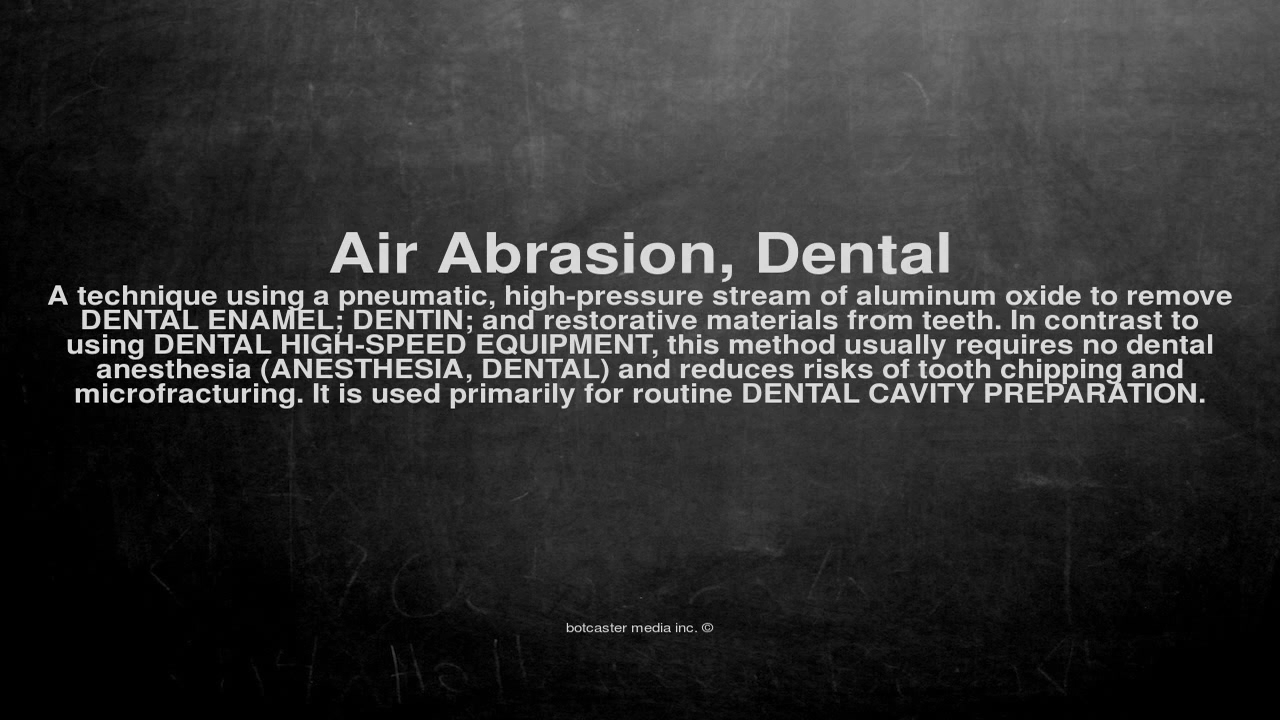 Air Abrasion, Dental
A technique using a pneumatic, high-pressure stream of aluminum oxide to remove
DENTAL ENAMEL; DENTIN; and restorative materials from teeth. In contrast to
using DENTAL HIGH-SPEED EQUIPMENT, this method usually requires no dental
anesthesia (ANESTHESIA, DENTAL) and reduces risks of tooth chipping and
microfracturing. It is used primarily for routine DENTAL CAVITY PREPARATION.
botcaster media inc. ©